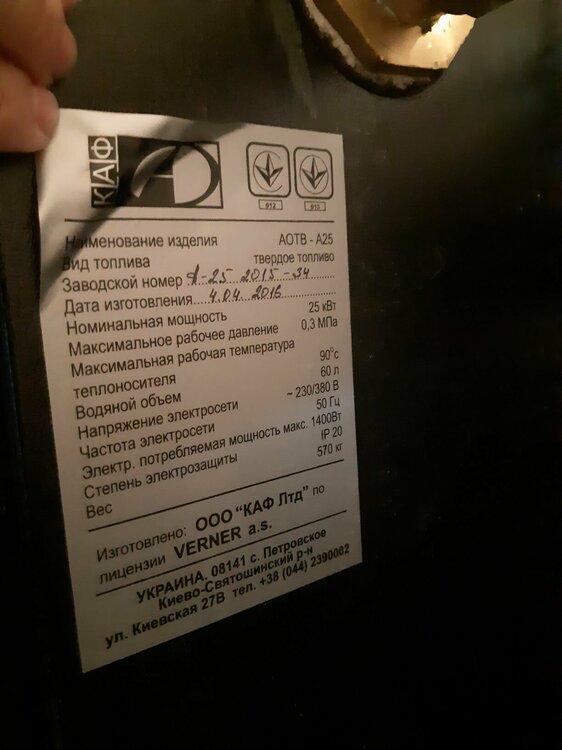 КАФ
912 913
Наименование изделия АОТВ - А25
Вид топлива твердое топливо
Заводской номер А-25 2015-34
Дата изготовления....4.04. 2016............
Номинальная мощность 25 кВт
Максимальное рабочее давление 0,3 МПа
Максимальная рабочая температура
теплоносителя 90°с
Водяной объем 60 л
Напряжение электросети ~ 230/380 В
Частота электросети 50 Гц
Электр. потребляемая мощность макс. 1400Вт
Степень электрозащиты IP 20
Вес 570 кг
Изготовлено: ООО "КАФ Лтд" по
лицензии VERNER a.s.
УКРАИНА, 08141 с. Петровское
Киево-Святошинский р-н
ул. Киевская 27В тел. +38 (044) 2390002